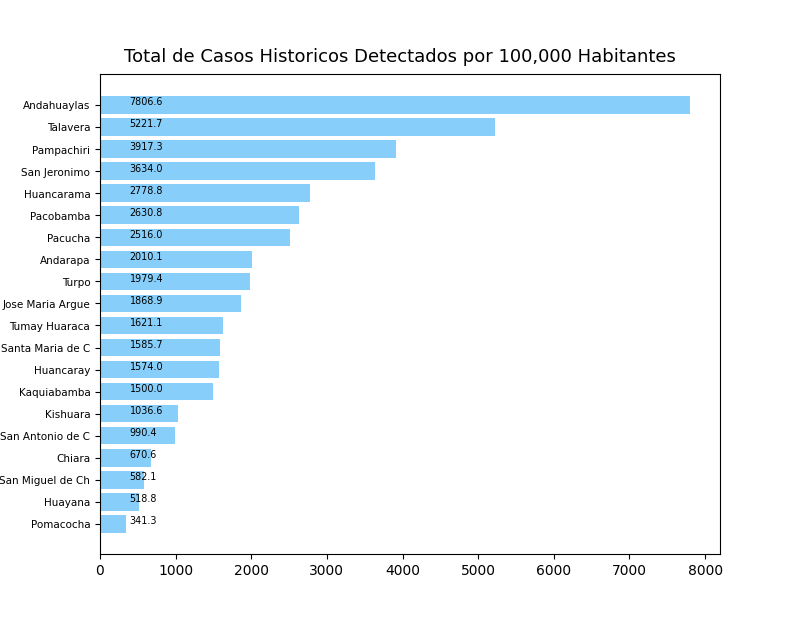 Total de Casos Historicos Detectados por 100,000 Habitantes
Andahuaylas 7806.6
Talavera 5221.7
Pampachiri 3917.3
San Jeronimo 3634.0
Huancarama 2778.8
Pacobamba 2630.8
Pacucha 2516.0
Andarapa 2010.1
Turpo 1979.4
Jose Maria Argue 1868.9
Tumay Huaraca 1621.1
Santa Maria de C 1585.7
Huancaray 1574.0
Kaquiabamba 1500.0
Kishuara 1036.6
San Antonio de C 990.4
Chiara 670.6
San Miguel de Ch 582.1
Huayana 518.8
Pomacocha 341.3
0 1000 2000 3000 4000 5000 6000 7000 8000